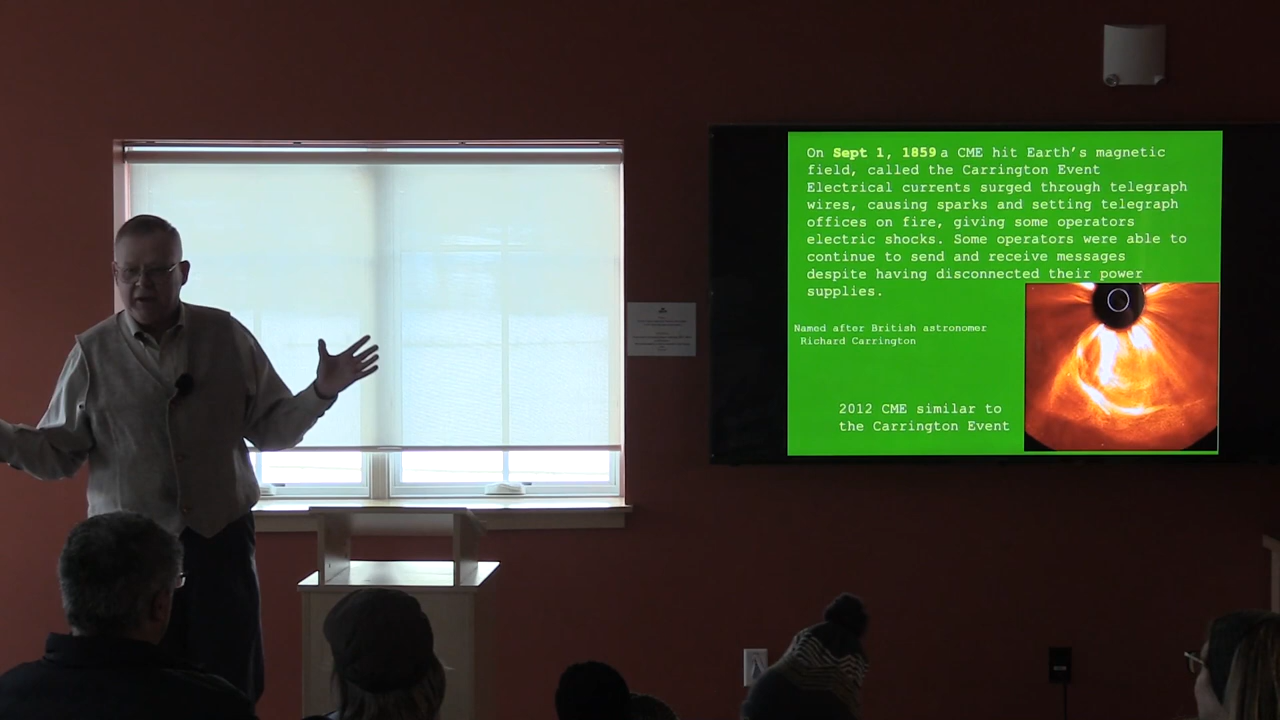 On Sept 1, 1859 a CME hit Earth's magnetic
field, called the Carrington Event
Electrical currents surged through telegraph
wires, causing sparks and setting telegraph
offices on fire, giving some operators
electric shocks. Some operators were able to
continue to send and receive messages
despite having disconnected their power
supplies.
Named after British astronomer
Richard Carrington
2012 CME similar to
the Carrington Event